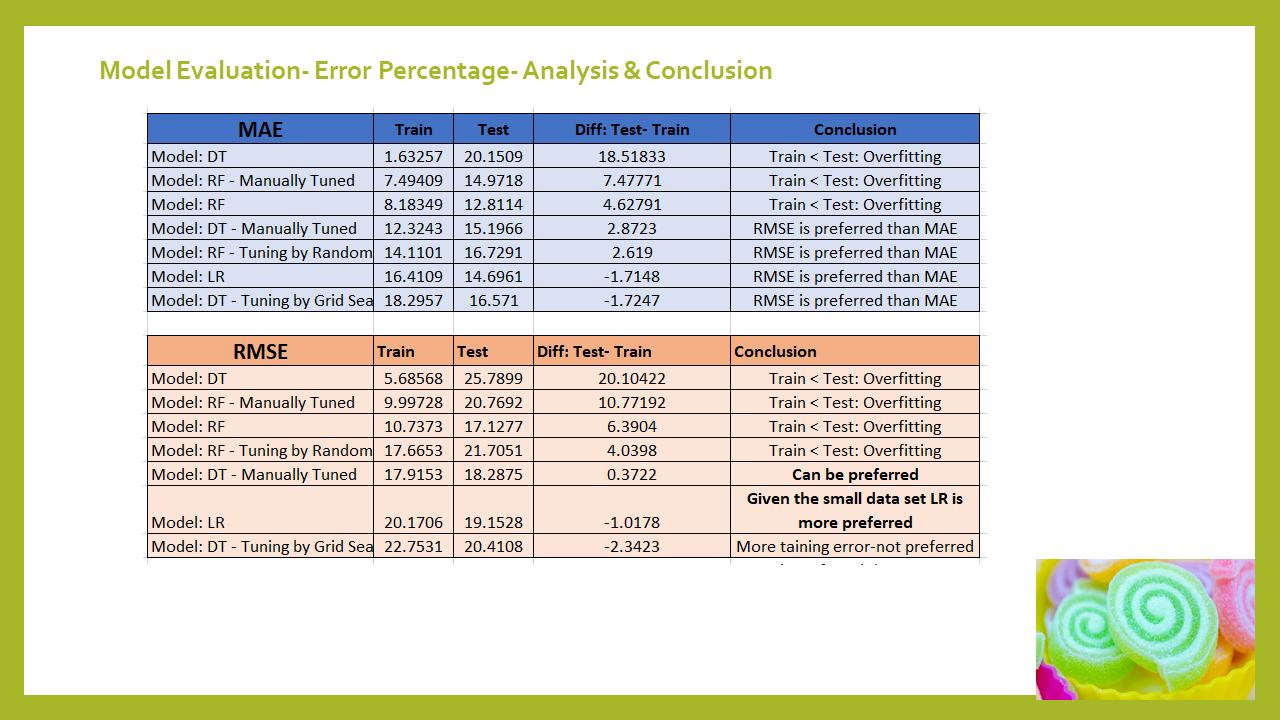 Model Evaluation- Error Percentage- Analysis & Conclusion
MAE Train Test Diff: Test- Train Conclusion
Model: DT 1.63257 20.1509 18.51833 Train < Test: Overfitting
Model: RF - Manually Tuned 7.49409 14.9718 7.47771 Train < Test: Overfitting
Model: RF 8.18349 12.8114 4.62791 Train < Test: Overfitting
Model: DT - Manually Tuned 12.3243 15.1966 2.8723 RMSE is preferred than MAE
Model: RF - Tuning by Random 14.1101 16.7291 2.619 RMSE is preferred than MAE
Model: LR 16.4109 14.6961 -1.7148 RMSE is preferred than MAE
Model: DT - Tuning by Grid Sea 18.2957 16.571 -1.7247 RMSE is preferred than MAE
RMSE Train Test Diff: Test- Train Conclusion
Model: DT 5.68568 25.7899 20.10422 Train < Test: Overfitting
Model: RF - Manually Tuned 9.99728 20.7692 10.77192 Train < Test: Overfitting
Model: RF 10.7373 17.1277 6.3904 Train < Test: Overfitting
Model: RF - Tuning by Random 17.6653 21.7051 4.0398 Train < Test: Overfitting
Model: DT - Manually Tuned 17.9153 18.2875 0.3722 Can be preferred
Given the small data set LR is
Model: LR 20.1706 19.1528 -1.0178 more preferred
Model: DT - Tuning by Grid Sea 22.7531 20.4108 -2.3423 More taining error-not preferred